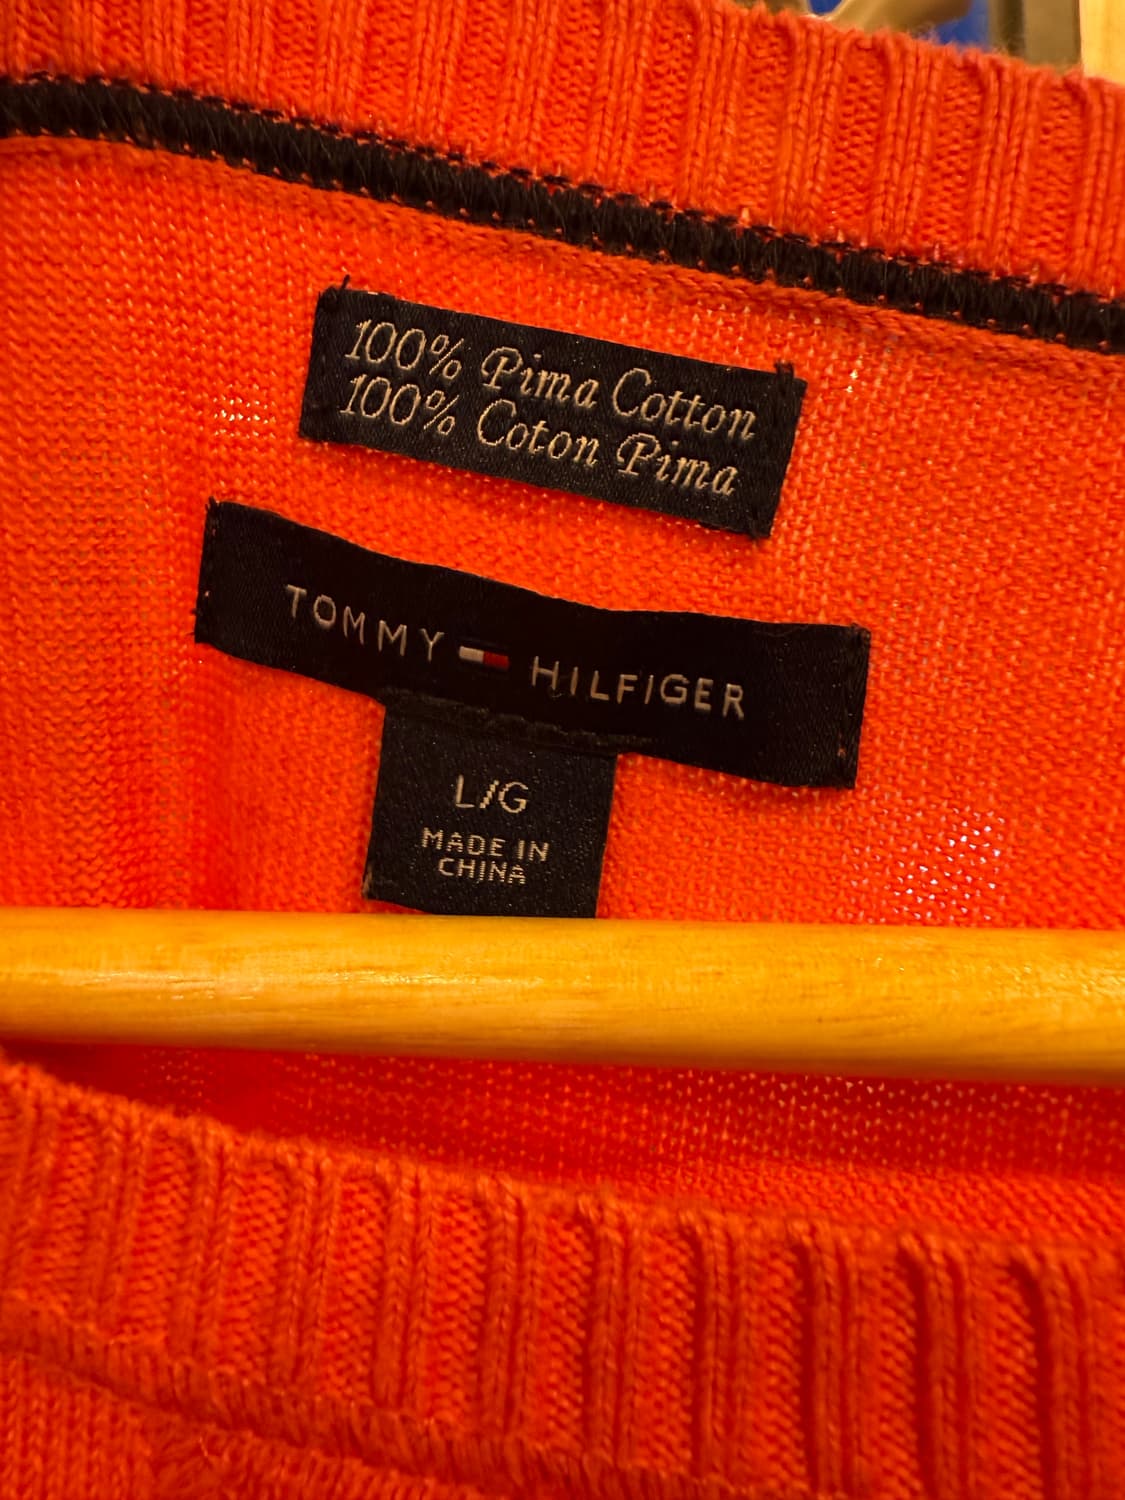 100% Pima Cotton
100% Coton Pima
TOMMY HILFIGER
L/G
MADE IN
CHINA